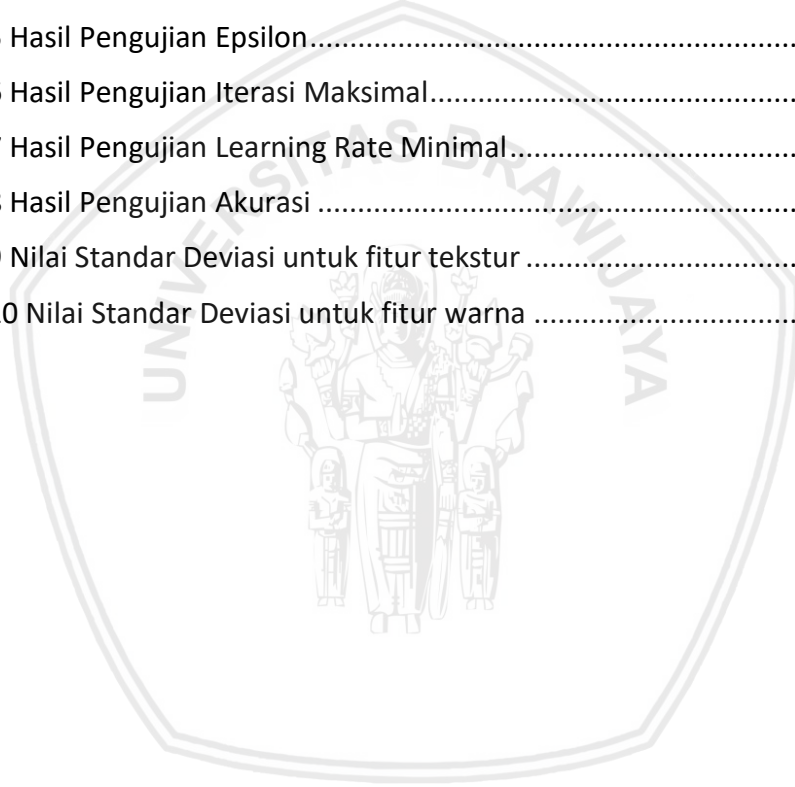 Hasil Pengujian Epsilon
Hasil Pengujian Iterasi Maksimal
Hasil Pengujian Learning Rate Minimal
Hasil Pengujian Akurasi
Nilai Standar Deviasi untuk fitur tekstur
0 Nilai Standar Deviasi untuk fitur warna
UNIVERSITAS BRAWIJAYA